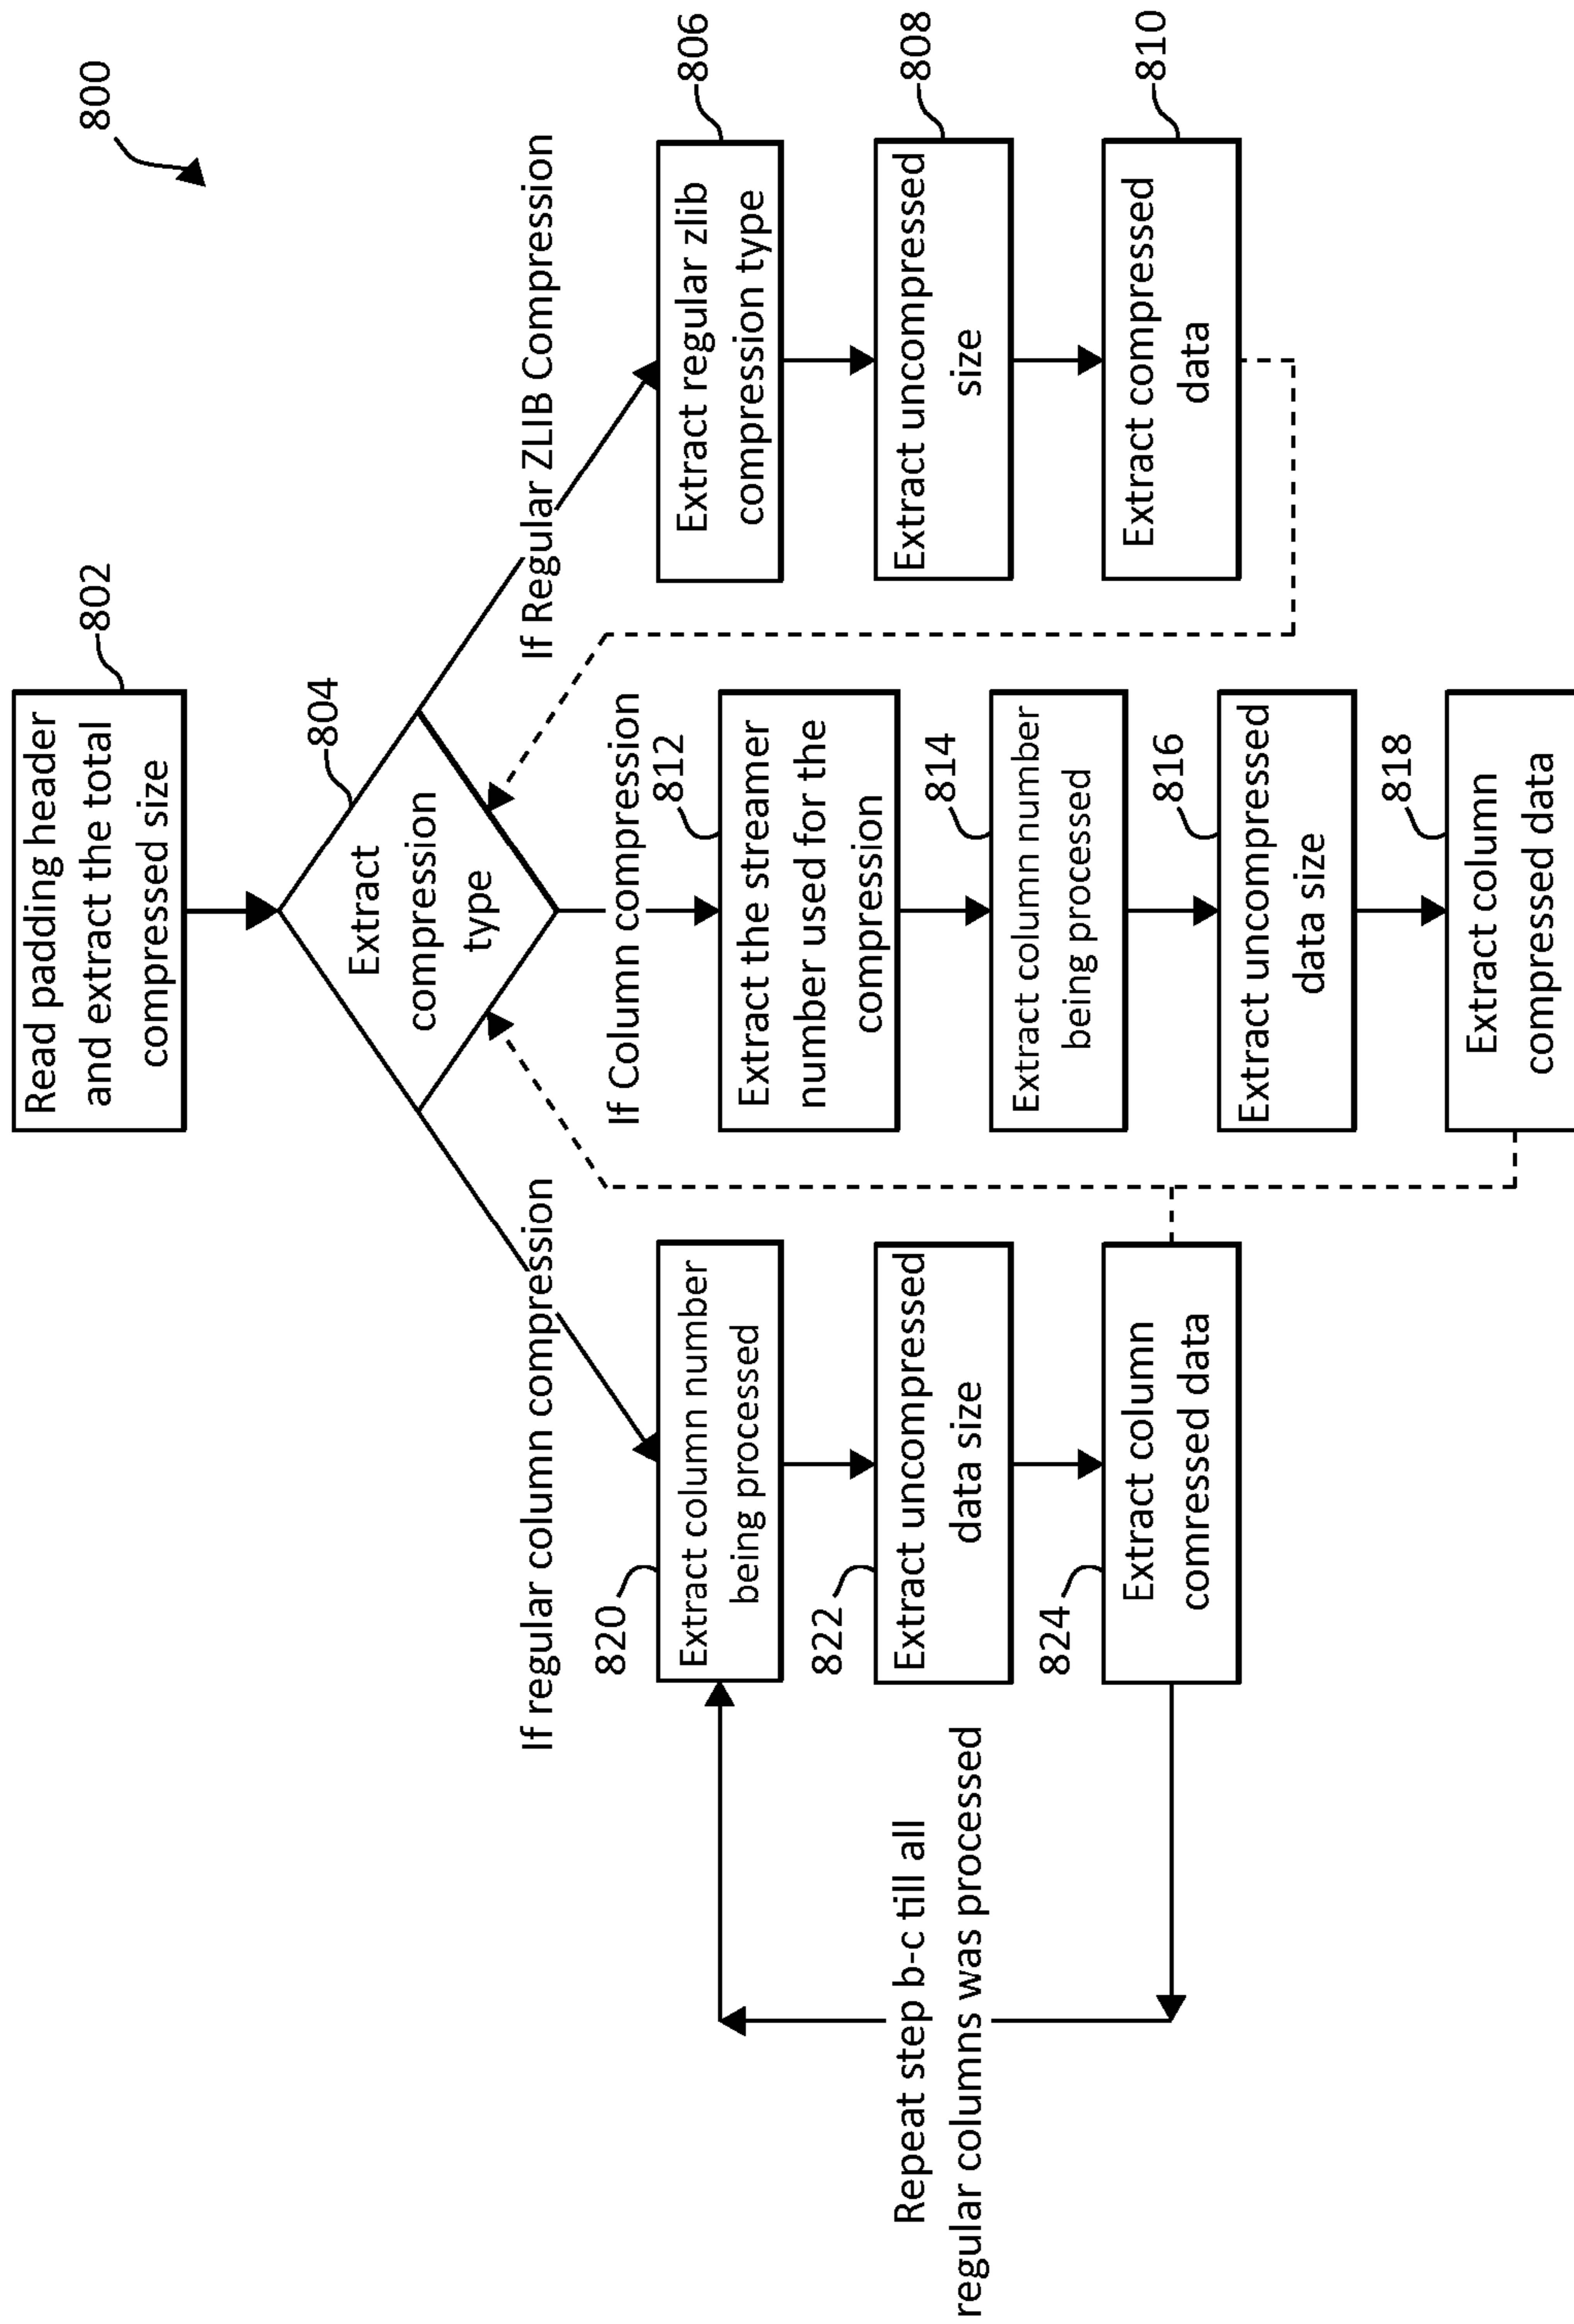 800
Read padding header
and extract the total
compressed size
802
804
Extract
compression
type
If regular column compression
If Column compression
If Regular ZLIB Compression
820
Extract column number
being processed
822
Extract uncompressed
data size
824
Extract column
comressed data
Repeat step b-c till all
regular columns was processed
812
Extract the streamer
number used for the
compression
814
Extract column number
being processed
816
Extract uncompressed
data size
818
Extract column
compressed data
806
Extract regular zlib
compression type
808
Extract uncompressed
size
810
Extract compressed
data